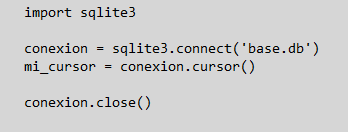 import sqlite3
conexion = sqlite3.connect('base.db')
mi_cursor = conexion.cursor()
conexion.close()